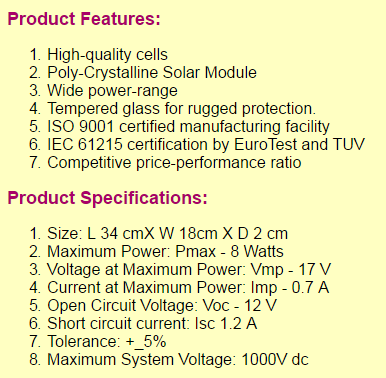 Product Features:
1. High-quality cells
2. Poly-Crystalline Solar Module
3. Wide power-range
4. Tempered glass for rugged protection.
5. ISO 9001 certified manufacturing facility
6. IEC 61215 certification by EuroTest and TUV
7. Competitive price-performance ratio
Product Specifications:
1. Size: L 34 cmX W 18cm X D 2 cm
2. Maximum Power: Pmax - 8 Watts
3. Voltage at Maximum Power: Vmp - 17 V
4. Current at Maximum Power: Imp - 0.7 A
5. Open Circuit Voltage: Voc - 12 V
6. Short circuit current: Isc 1.2 A
7. Tolerance: +_5%
8. Maximum System Voltage: 1000V dc